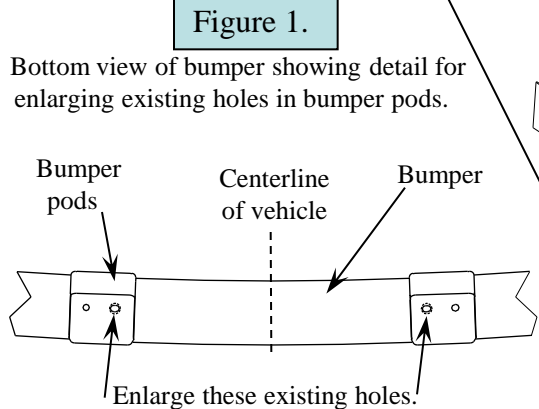 Figure 1.
Bottom view of bumper showing detail for
enlarging existing holes in bumper pods.
Bumper
pods
Centerline
of vehicle
Bumper
Enlarge these existing holes.